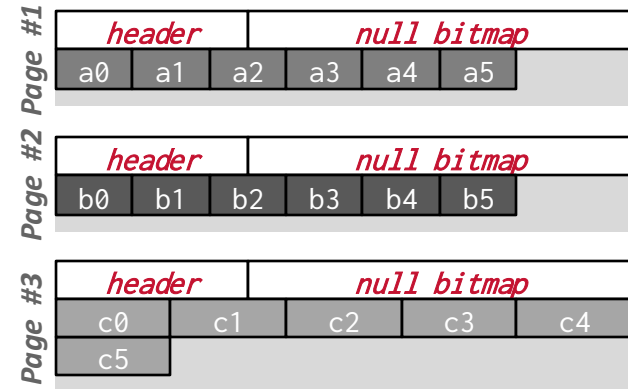 Page #1
header null bitmap
a0 a1 a2 a3 a4 a5
Page #2
header null bitmap
b0 b1 b2 b3 b4 b5
Page #3
header null bitmap
c0 c1 c2 c3 c4
c5